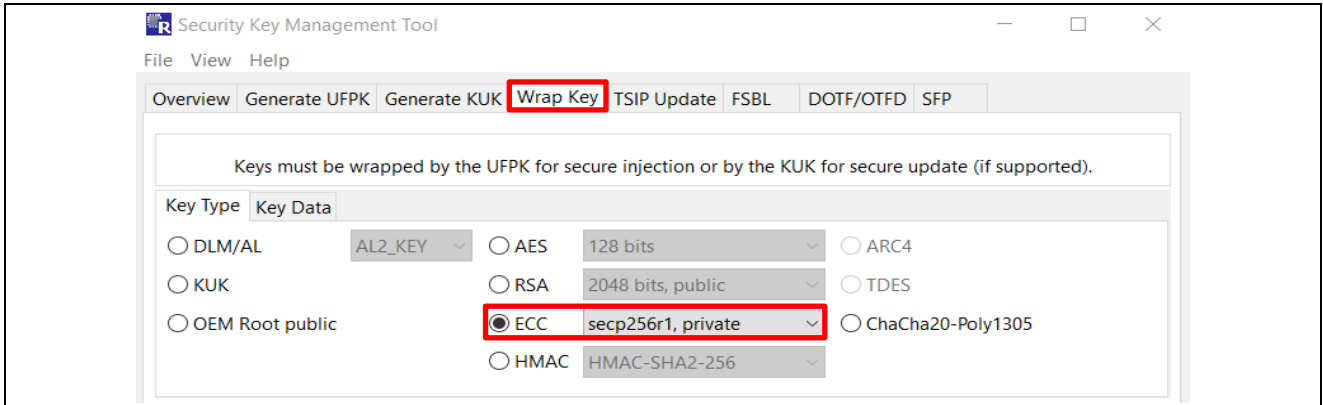 Security Key Management Tool
File View Help
Overview Generate UFPK Generate KUK Wrap Key TSIP Update FSBL DOTF/OTFD SFP
Keys must be wrapped by the UFPK for secure injection or by the KUK for secure update (if supported).
Key Type Key Data
DLM/AL AL2_KEY AES 128 bits ARC4
KUK RSA 2048 bits, public TDES
OEM Root public ECC secp256r1, private ChaCha20-Poly1305
HMAC HMAC-SHA2-256